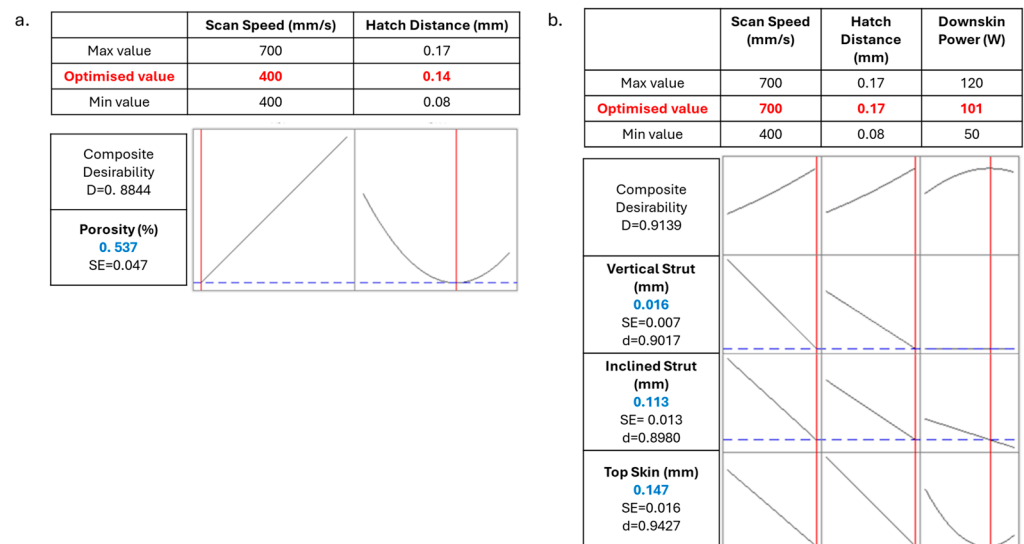 a.
Scan Speed (mm/s) Hatch Distance (mm)
Max value 700 0.17
Optimised value 400 0.14
Min value 400 0.08
Composite
Desirability
D=0. 8844
Porosity (%)
0. 537
SE=0.047
b.
Scan Speed
(mm/s)
Hatch
Distance
(mm)
Downskin
Power (W)
Max value 700 0.17 120
Optimised value 700 0.17 101
Min value 400 0.08 50
Composite
Desirability
D=0.9139
Vertical Strut
(mm)
0.016
SE=0.007
d=0.9017
Inclined Strut
(mm)
0.113
SE= 0.013
d=0.8980
Top Skin (mm)
0.147
SE=0.016
d=0.9427